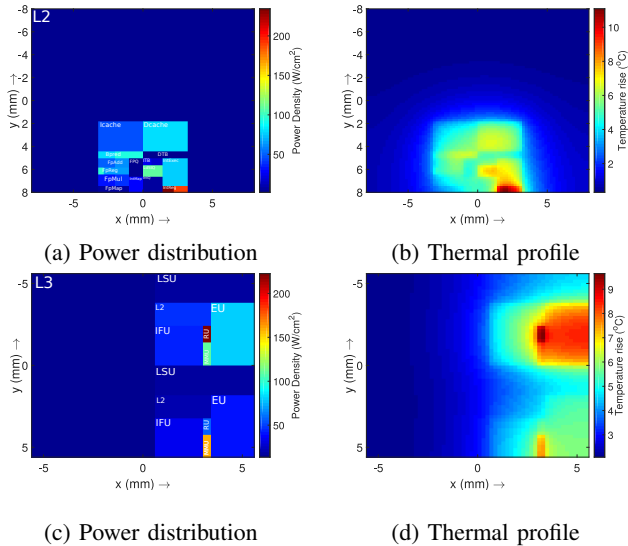 L2
-8
-6
-4
-2
0
2
4
6
8
y (mm) →
Icache
Dcache
Bpred
DTB
FpAdd
FPQ
ITB
FpReg
FpMul
FpMap
-5
0
5
x (mm) →
200
150
100
50
Power Density (W/cm²)
(a) Power distribution
-8
-6
-4
-2
0
2
4
6
8
y (mm) →
-5
0
5
x (mm) →
10
8
6
4
2
Temperature rise (°C)
(b) Thermal profile
L3
-5
0
5
y (mm) →
LSU
L2
EU
IFU
RU
LSU
L2
EU
IFU
RU
MMU
-5
0
5
x (mm) →
200
150
100
50
Power Density (W/cm²)
(c) Power distribution
-5
0
5
y (mm) →
-5
0
5
x (mm) →
9
8
7
6
5
4
3
Temperature rise (°C)
(d) Thermal profile